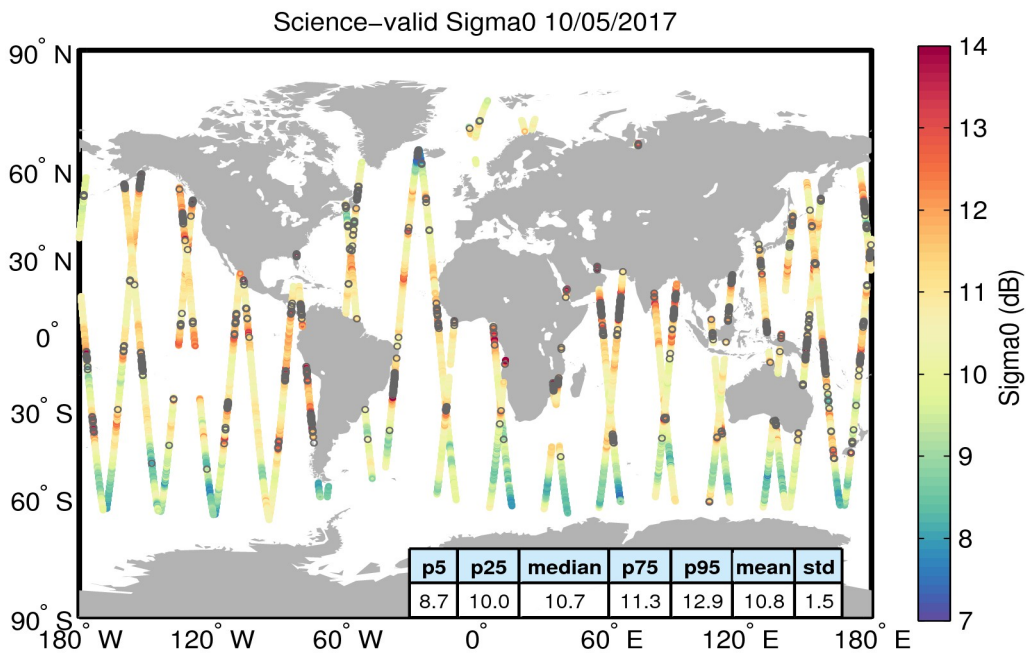 Science−valid Sigma0 10/05/2017
90° N
60° N
30° N
0°
30° S
60° S
90° S
180° W
120° W
60° W
0°
60° E
120° E
180° E
14
13
12
11
10
9
8
7
Sigma0 (dB)
p5 p25 median p75 p95 mean std
8.7 10.0 10.7 11.3 12.9 10.8 1.5